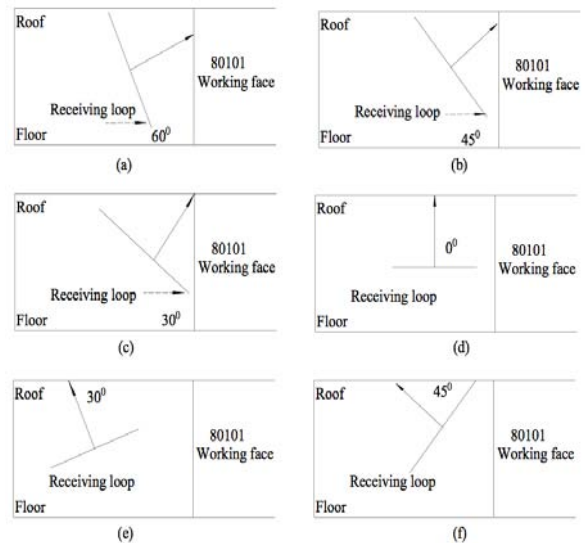 Roof
80101
Working face
Receiving loop
Floor
60⁰
(a)
Roof
80101
Working face
Receiving loop
Floor
45⁰
(b)
Roof
80101
Working face
Receiving loop
Floor
30⁰
(c)
Roof
0⁰
80101
Working face
Receiving loop
Floor
(d)
Roof
30⁰
80101
Working face
Receiving loop
Floor
(e)
Roof
45⁰
80101
Working face
Receiving loop
Floor
(f)